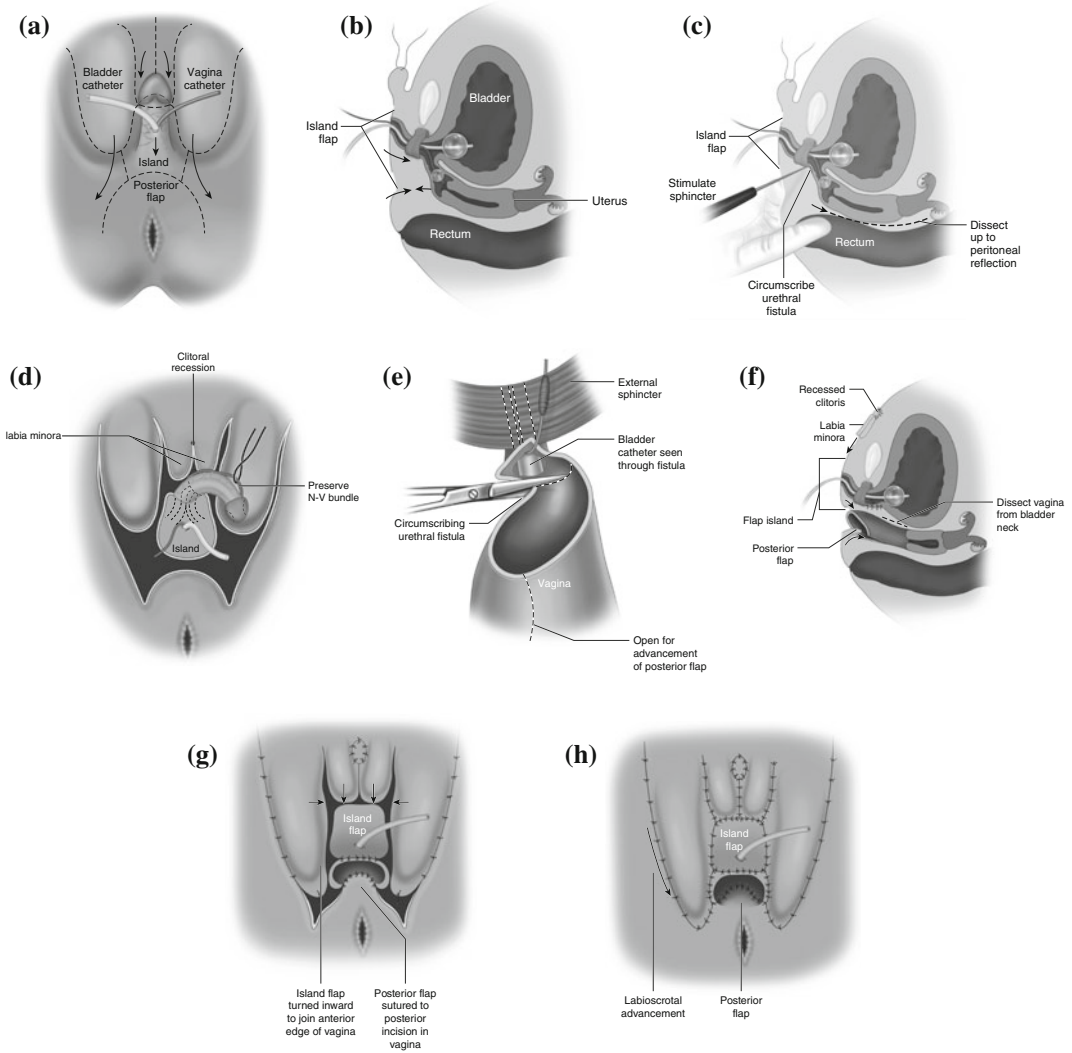 (a)
Bladder
catheter
Vagina
catheter
Island
Posterior
flap
(b)
Bladder
Island
flap
Uterus
Rectum
(c)
Island
flap
Stimulate
sphincter
Rectum
Dissect
up to
peritoneal
reflection
Circumscribe
urethral
fistula
(d)
Clitoral
recession
labia minora
Preserve
N-V bundle
Island
(e)
External
sphincter
Bladder
catheter seen
through fistula
Circumscribing
urethral fistula
Vagina
Open for
advancement
of posterior flap
(f)
Recessed
clitoris
Labia
minora
Flap island
Dissect vagina
from bladder
neck
Posterior
flap
(g)
Island
flap
Island flap
turned inward
to join anterior
edge of vagina
Posterior flap
sutured to
posterior
incision in
vagina
(h)
Island
flap
Labioscrotal
advancement
Posterior
flap